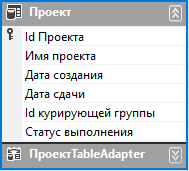 Проект
Id Проекта
Имя проекта
Дата создания
Дата сдачи
Id курирующей группы
Статус выполнения
ПроектTableAdapter